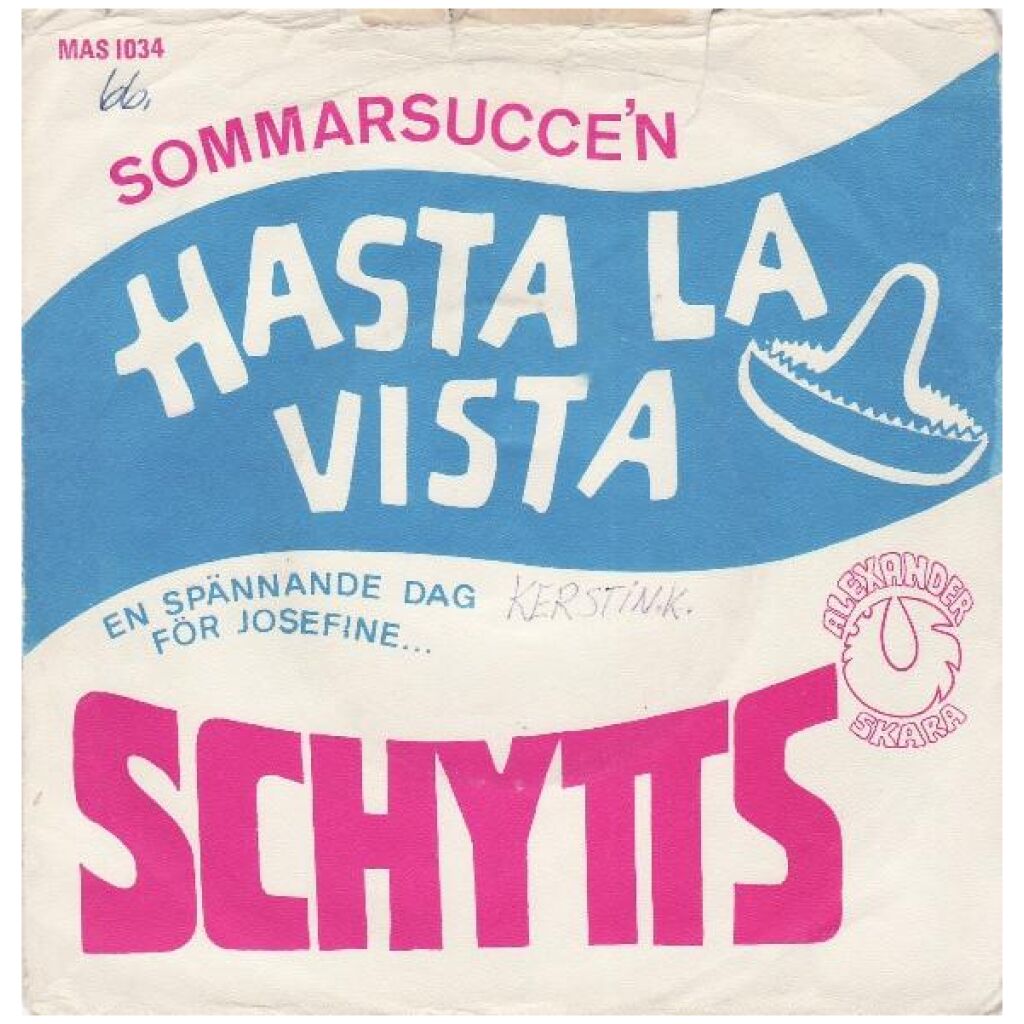 MAS 1034
66.
SOMMARSUCCE'N
HASTA LA
VISTA
EN SPÄNNANDE DAG
FÖR JOSEFINE...
KERSTIN.K.
ALEXANDER
SKARA
SCHYTTS